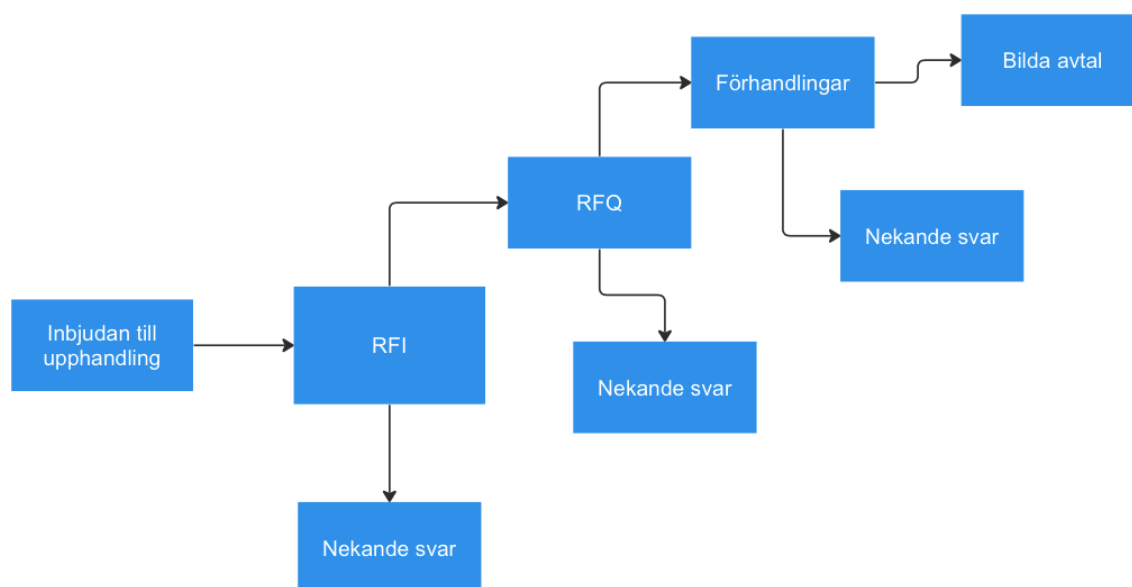 Bilda avtal
Förhandlingar
RFQ
Nekande svar
Inbjudan till
upphandling
RFI
Nekande svar
Nekande svar